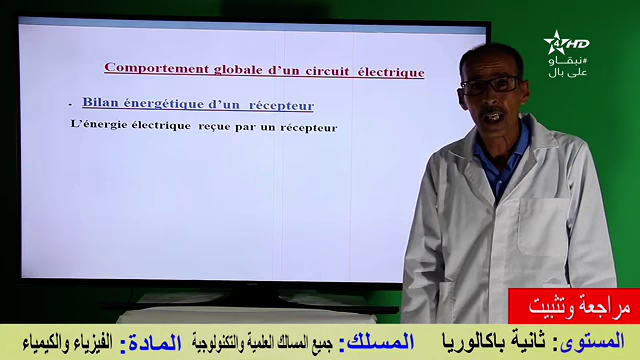 Comportement globale d'un circuit électrique
- Bilan énergétique d'un récepteur
L'énergie électrique reçue par un récepteur
4 HD
#نبقاو
على بال
مراجعة وتثبيت
المستوى: ثانية باكالوريا المسلك: جميع المسالك العلمية والتكنولوجية المادة: الفيزياء والكيمياء